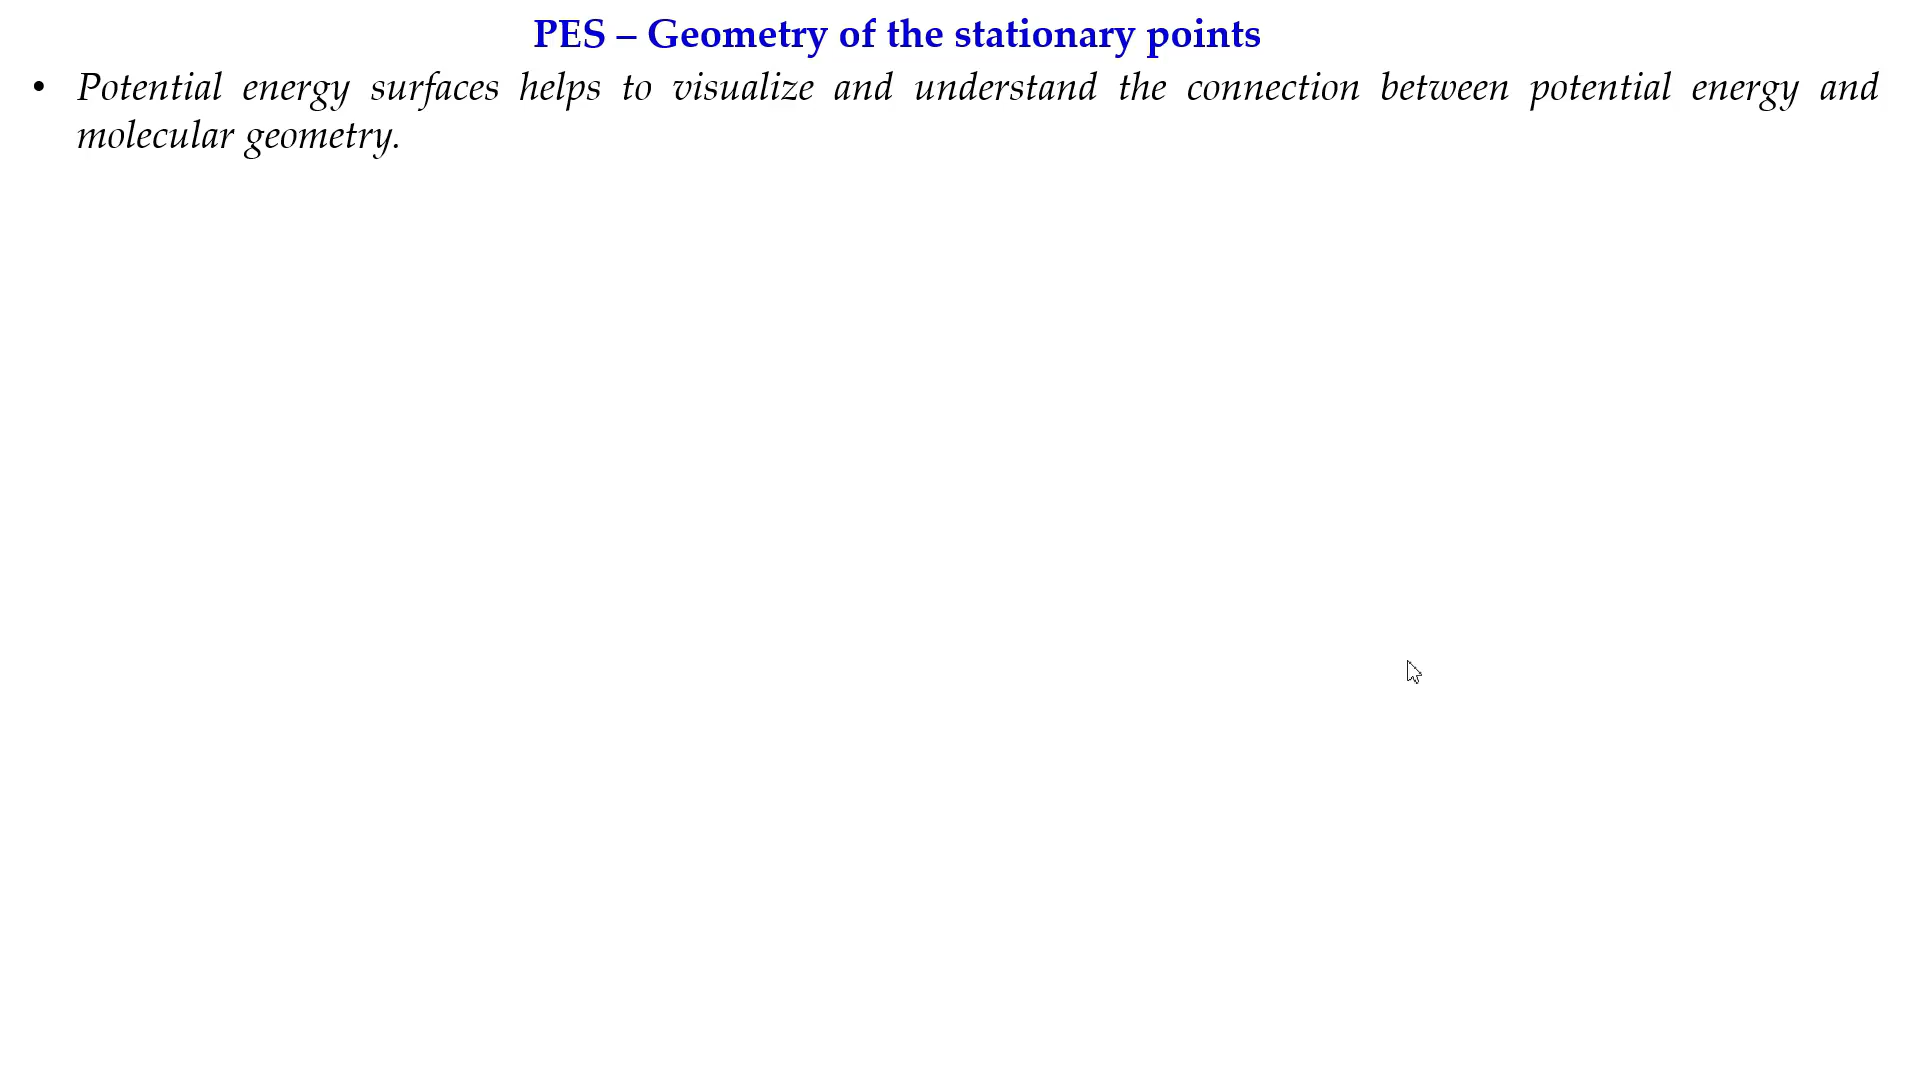 PES – Geometry of the stationary points
• Potential energy surfaces helps to visualize and understand the connection between potential energy and
molecular geometry.